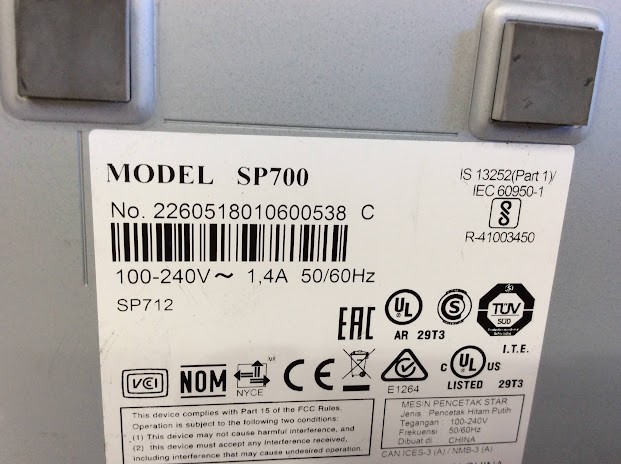 MODEL SP700
No. 2260518010600538 C
100-240V～ 1,4A 50/60Hz
SP712
IS 13252(Part 1)/
IEC 60950-1
R-41003450
EAC
UL
AR 29T3
S
TÜV
SÜD
I.T.E.
VCI
NOM
NYCE
CE
E1264
C UL US
LISTED 29T3
This device complies with Part 15 of the FCC Rules.
Operation is subject to the following two conditions:
(1) This device may not cause harmful interference, and
(2) this device must accept any interference received,
including interference that may cause undesired operation.
MESIN PENCETAK STAR
Jenis : Pencetak Hitam Putih
Tegangan : 100-240V
Frekuensi : 50/60Hz
Dibuat di : CHINA
CAN ICES-3 (A) / NMB-3 (A)
CHINA